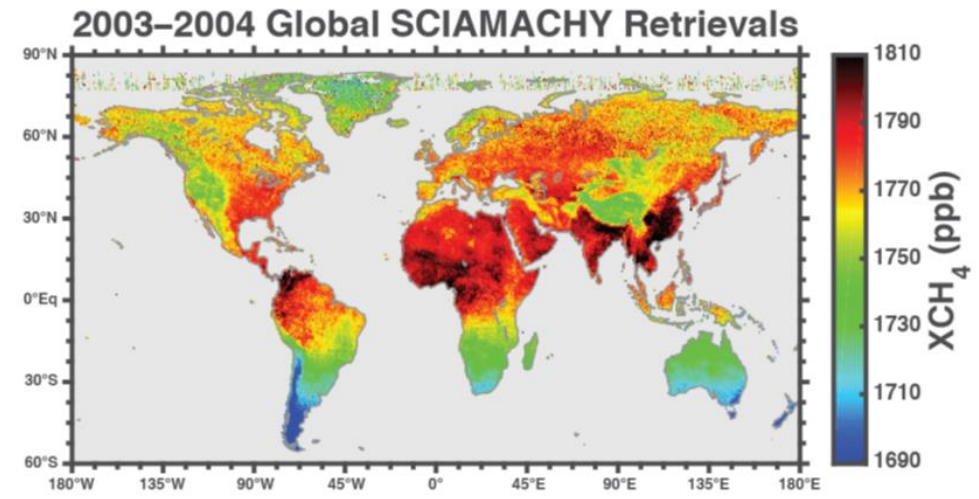 2003–2004 Global SCIAMACHY Retrievals
90°N
60°N
30°N
0°Eq
30°S
60°S
180°W 135°W 90°W 45°W 0° 45°E 90°E 135°E 180°E
1810
1790
1770
1750
1730
1710
1690
XCH₄ (ppb)